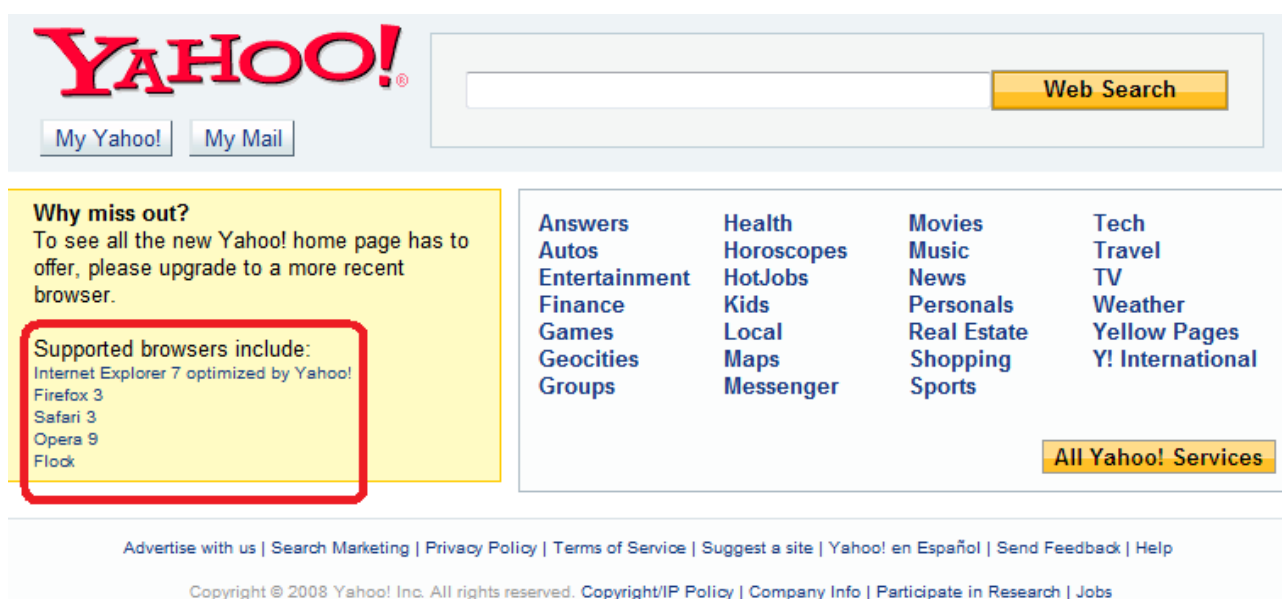 YAHOO!®
Web Search
My Yahoo! My Mail
Why miss out?
To see all the new Yahoo! home page has to
offer, please upgrade to a more recent
browser.
Supported browsers include:
Internet Explorer 7 optimized by Yahoo!
Firefox 3
Safari 3
Opera 9
Flock
Answers Health Movies Tech
Autos Horoscopes Music Travel
Entertainment HotJobs News TV
Finance Kids Personals Weather
Games Local Real Estate Yellow Pages
Geocities Maps Shopping Y! International
Groups Messenger Sports
All Yahoo! Services
Advertise with us | Search Marketing | Privacy Policy | Terms of Service | Suggest a site | Yahoo! en Español | Send Feedback | Help
Copyright © 2008 Yahoo! Inc. All rights reserved. Copyright/IP Policy | Company Info | Participate in Research | Jobs